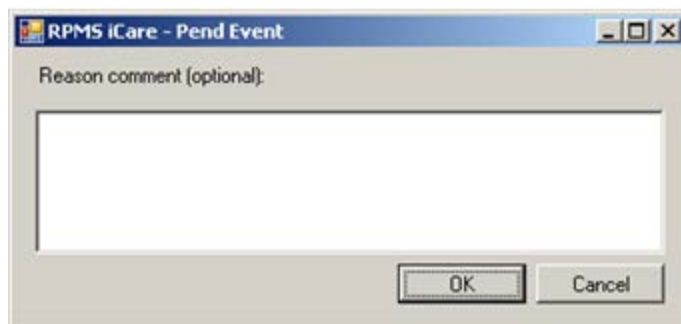 RPMS iCare - Pend Event
Reason comment (optional):
OK Cancel